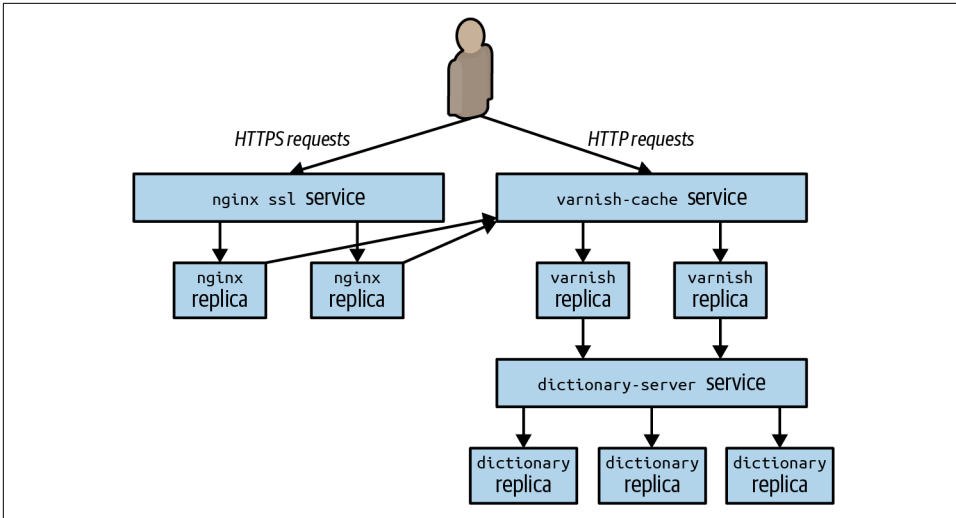 HTTPS requests
HTTP requests
nginx ssl service
varnish-cache service
nginx
replica
nginx
replica
varnish
replica
varnish
replica
dictionary-server service
dictionary
replica
dictionary
replica
dictionary
replica